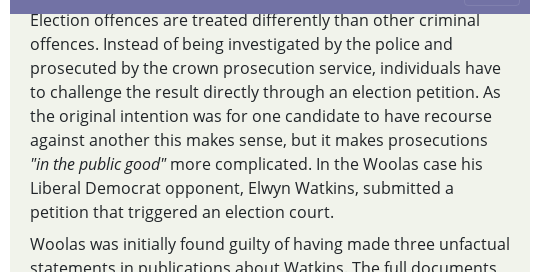 Election offences are treated differently than other criminal
offences. Instead of being investigated by the police and
prosecuted by the crown prosecution service, individuals have
to challenge the result directly through an election petition. As
the original intention was for one candidate to have recourse
against another this makes sense, but it makes prosecutions
"in the public good" more complicated. In the Woolas case his
Liberal Democrat opponent, Elwyn Watkins, submitted a
petition that triggered an election court.
Woolas was initially found guilty of having made three unfactual
statements in publications about Watkins. The full documents